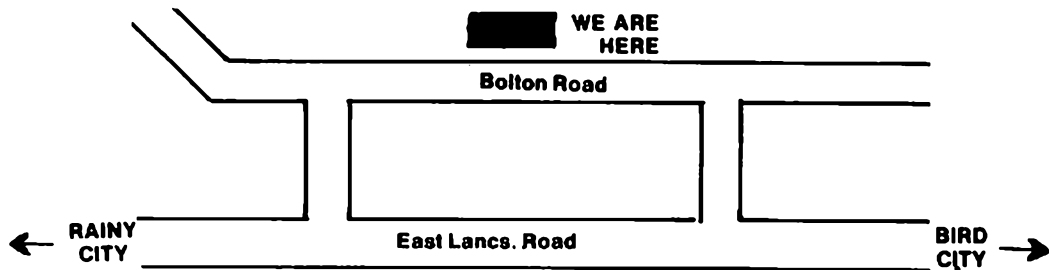 WE ARE
HERE
Bolton Road
RAINY
CITY
East Lancs. Road
BIRD
CITY